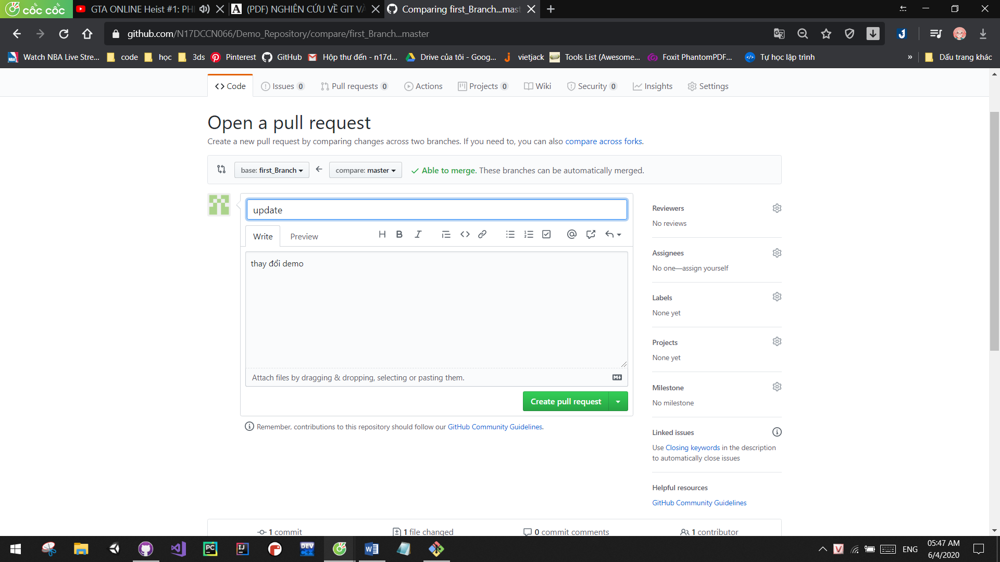 cốc cốc GTA ONLINE Heist #1: PH (PDF) NGHIÊN CỨU VỀ GIT VÀ Comparing first_Branch...mast
github.com/N17DCCN066/Demo_Repository/compare/first_Branch...master
Watch NBA Live Stre... code học 3ds Pinterest GitHub Hộp thư đến - n17d... Drive của tôi - Goog... vietjack Tools List (Awesome... Foxit PhantomPDF... Tự học lập trình » Dấu trang khác
Code Issues 0 Pull requests 0 Actions Projects 0 Wiki Security 0 Insights Settings
Open a pull request
Create a new pull request by comparing changes across two branches. If you need to, you can also compare across forks.
base: first_Branch compare: master Able to merge. These branches can be automatically merged.
update
Write Preview
thay đổi demo
Attach files by dragging & dropping, selecting or pasting them.
Create pull request
Remember, contributions to this repository should follow our GitHub Community Guidelines.
Reviewers
No reviews
Assignees
No one—assign yourself
Labels
None yet
Projects
None yet
Milestone
No milestone
Linked issues
Use Closing keywords in the description
to automatically close issues
Helpful resources
GitHub Community Guidelines
1 commit 1 file changed 0 commit comments 1 contributor
ENG 05:47 AM
6/4/2020